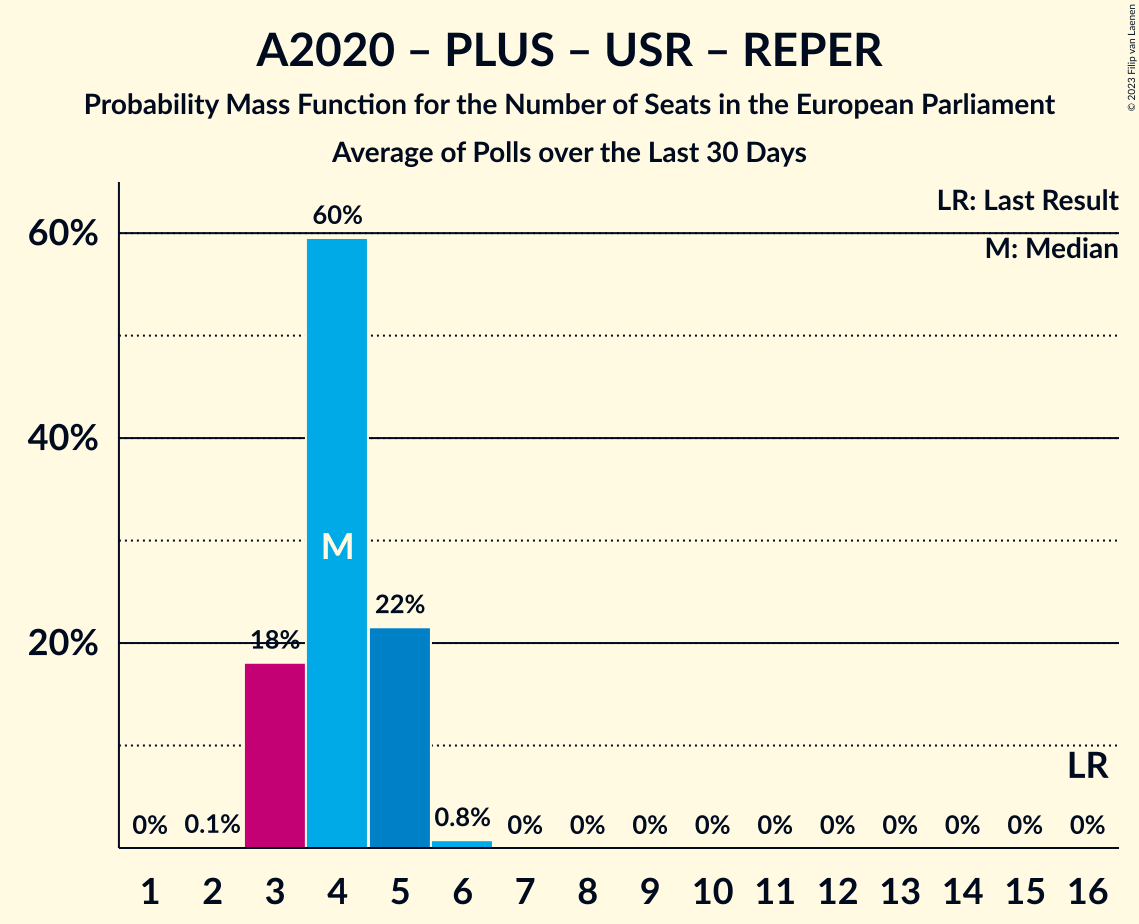 A2020 – PLUS – USR – REPER
Probability Mass Function for the Number of Seats in the European Parliament
Average of Polls over the Last 30 Days
© 2023 Filip van Laenen
LR: Last Result
M: Median
60%
40%
20%
0%
0.1%
18%
60%
M
22%
0.8%
0%
0%
0%
0%
0%
0%
0%
0%
0%
0%
LR
1 2 3 4 5 6 7 8 9 10 11 12 13 14 15 16